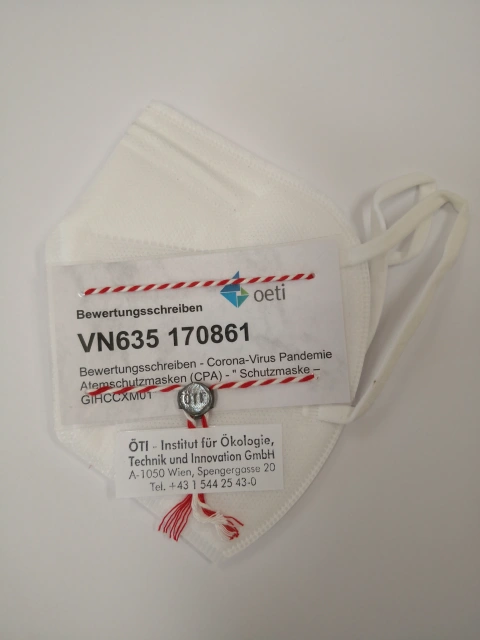 oeti
Bewertungsschreiben
VN635 170861
Bewertungsschreiben - Corona-Virus Pandemie
Atemschutzmasken (CPA) - " Schutzmaske –
GIHCCXM01
ÖTI - Institut für Ökologie,
Technik und Innovation GmbH
A-1050 Wien, Spengergasse 20
Tel. +43 1 544 25 43-0